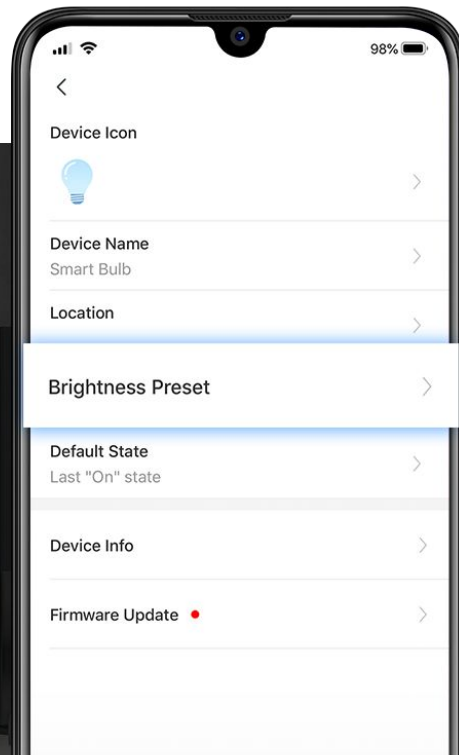 98%
Device Icon
Device Name
Smart Bulb
Location
Brightness Preset
Default State
Last "On" state
Device Info
Firmware Update